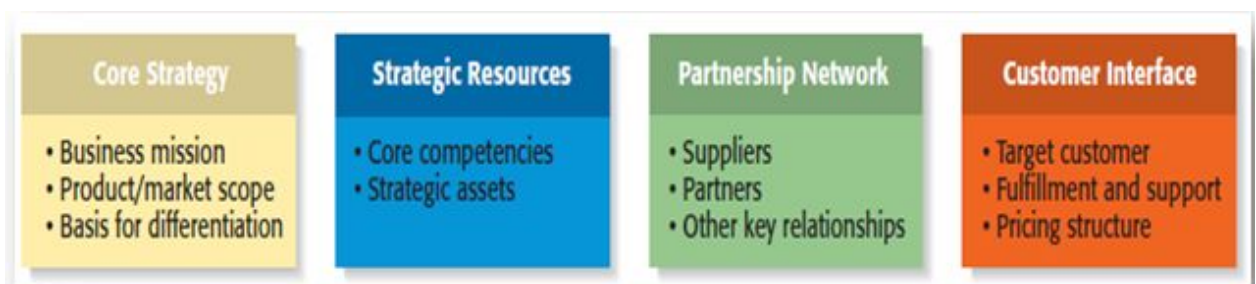 Core Strategy
• Business mission
• Product/market scope
• Basis for differentiation
Strategic Resources
• Core competencies
• Strategic assets
Partnership Network
• Suppliers
• Partners
• Other key relationships
Customer Interface
• Target customer
• Fulfillment and support
• Pricing structure